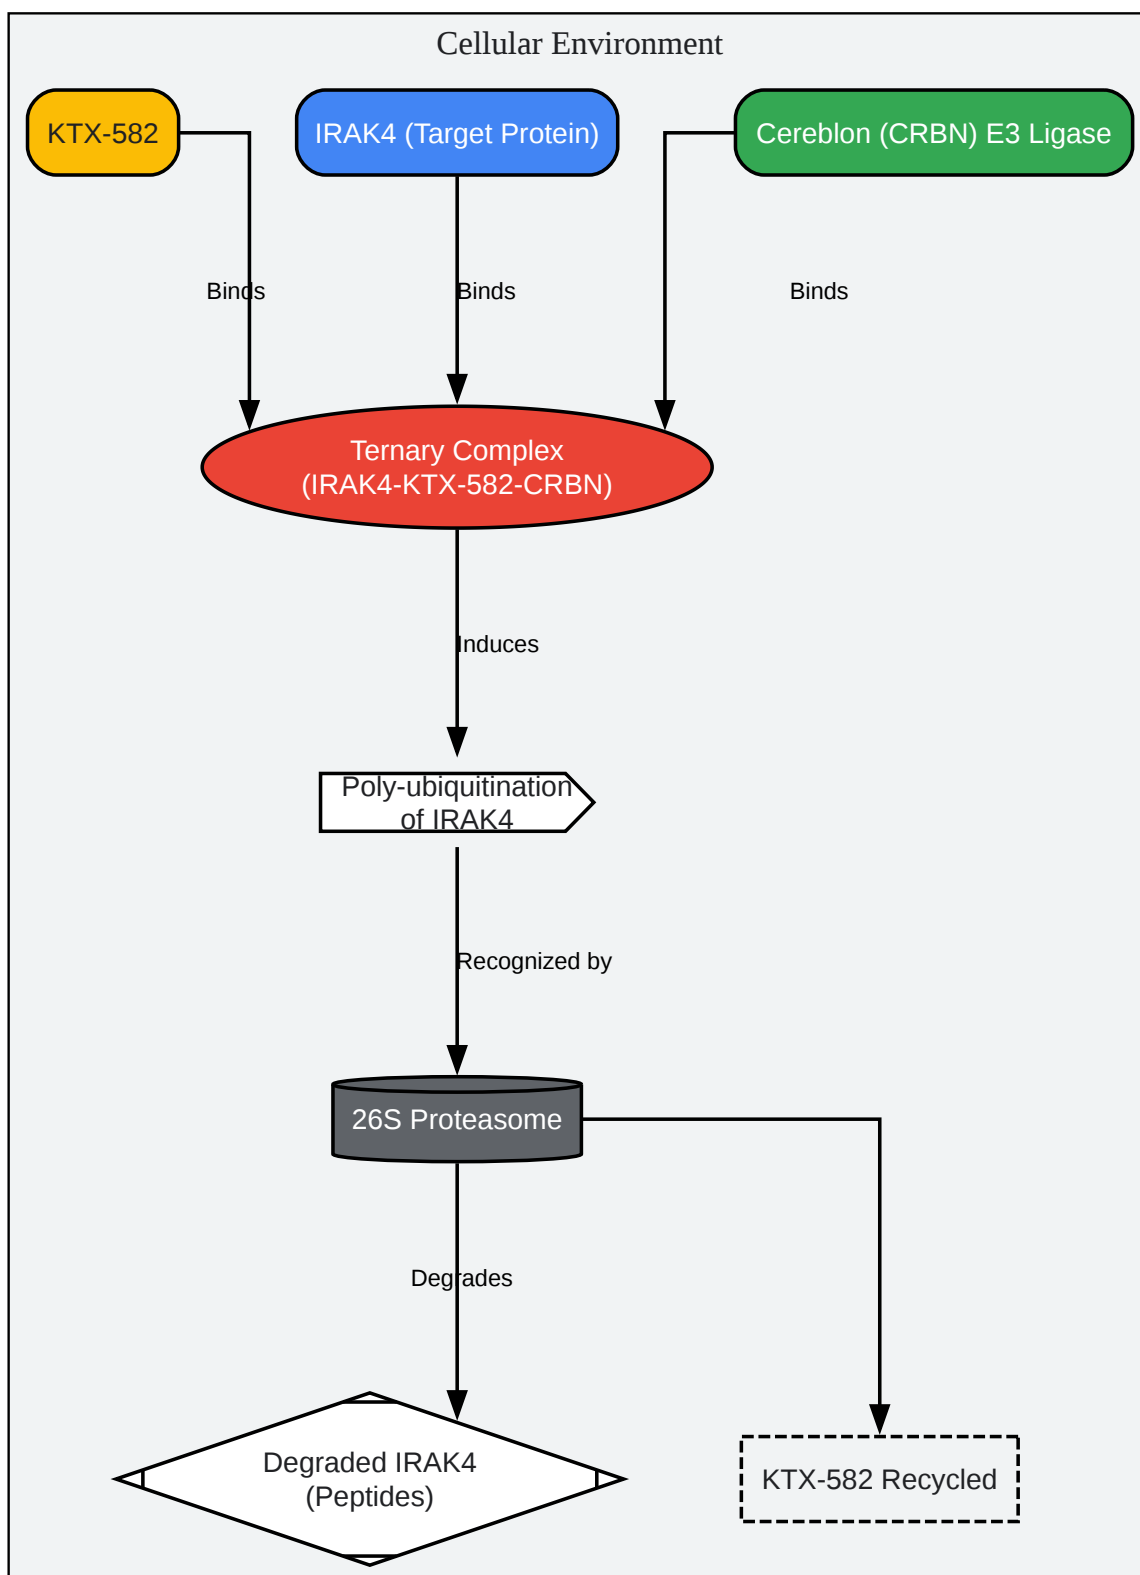 Cellular Environment
KTX-582
IRAK4 (Target Protein)
Cereblon (CRBN) E3 Ligase
Binds
Binds
Binds
Ternary Complex
(IRAK4-KTX-582-CRBN)
Induces
Poly-ubiquitination
of IRAK4
Recognized by
26S Proteasome
Degrades
Degraded IRAK4
(Peptides)
KTX-582 Recycled